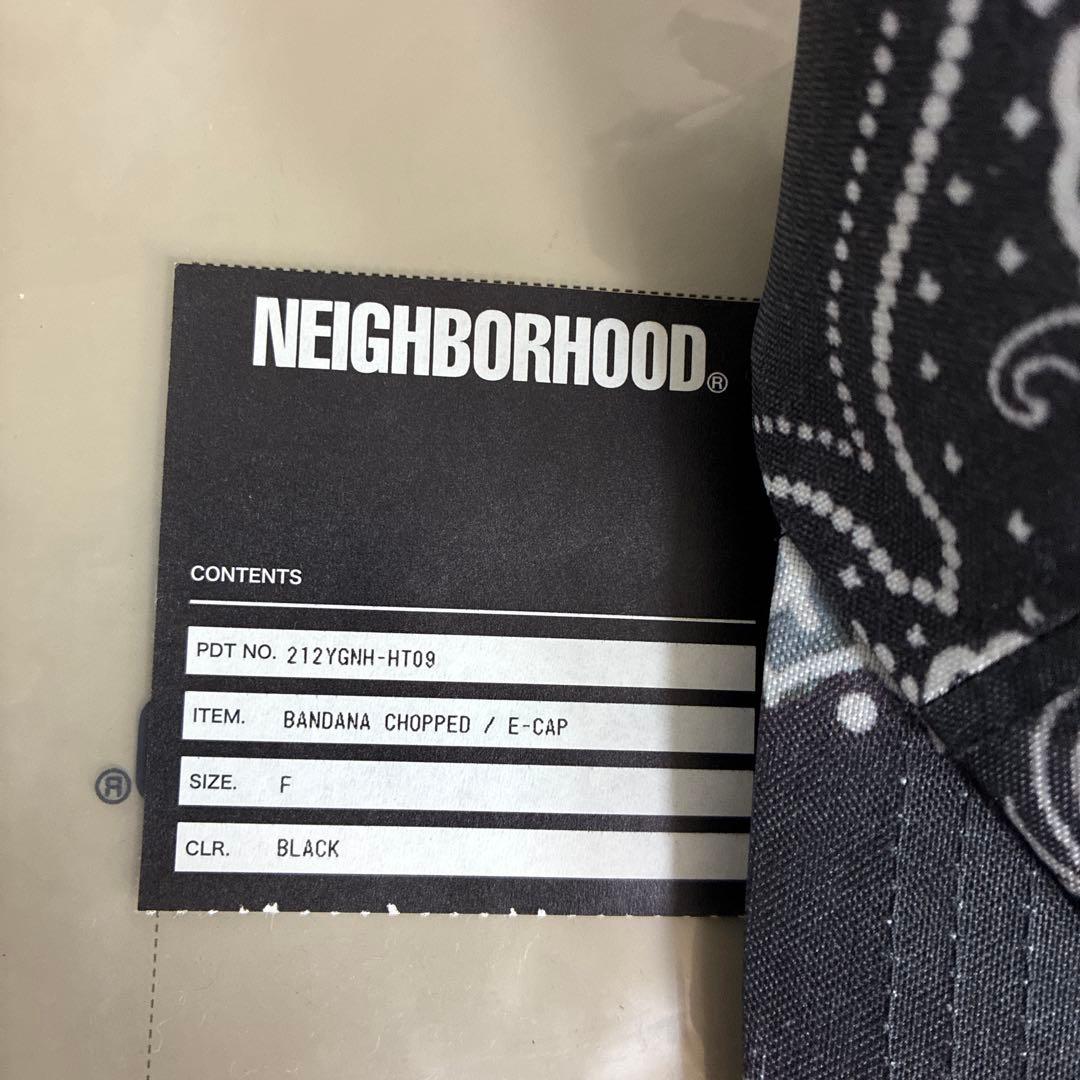 NEIGHBORHOOD®
CONTENTS
PDT NO. 212YGNH-HT09
ITEM. BANDANA CHOPPED / E-CAP
SIZE. F
CLR. BLACK
®